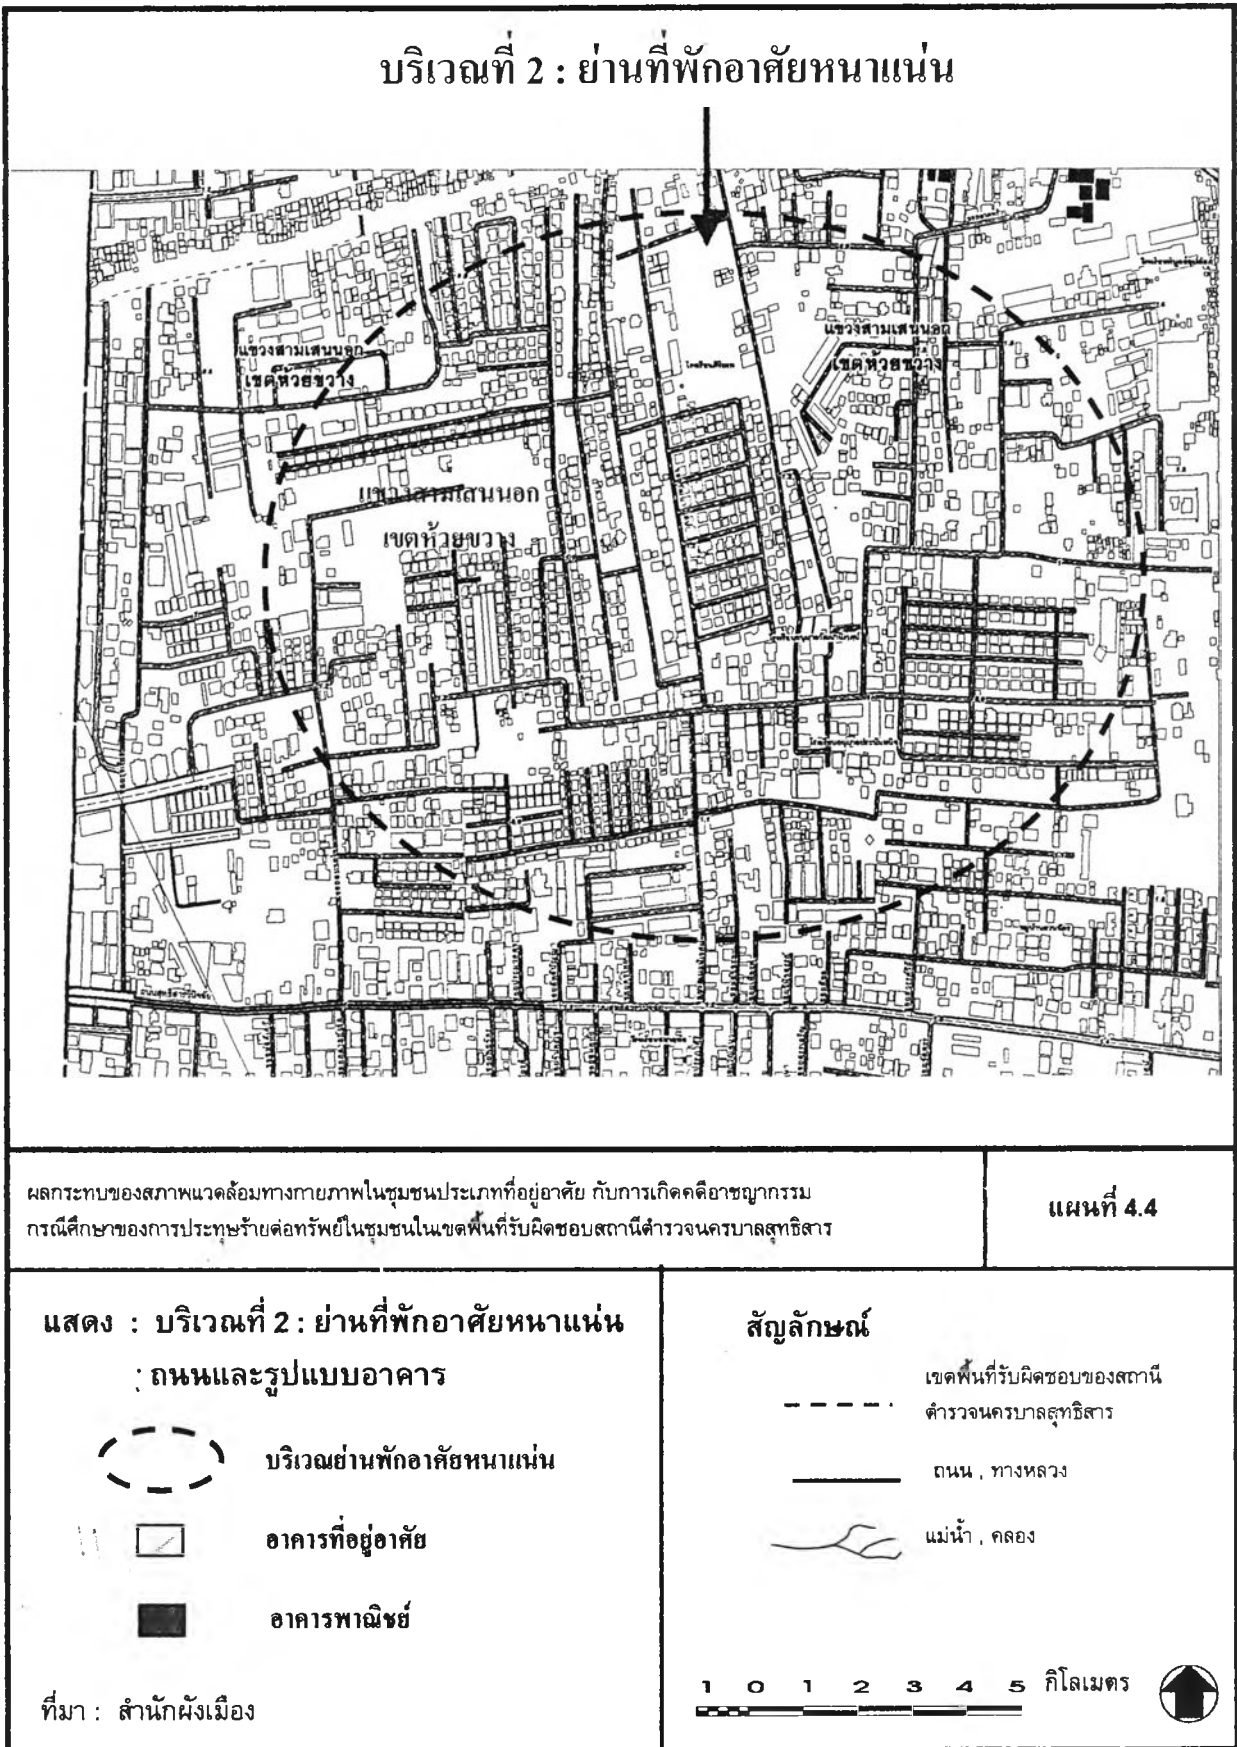 บริเวณที่ 2 : ย่านที่พักอาศัยหนาแน่น
แขวงสามเสนนอก
เขตห้วยขวาง
แขวงสามเสนนอก
เขตห้วยขวาง
แขวงสามเสนนอก
เขตห้วยขวาง
ผลกระทบของสภาพแวดล้อมทางกายภาพในชุมชนประเภทที่อยู่อาศัย กับการเกิดคดีอาชญากรรม
กรณีศึกษาของการประทุษร้ายต่อทรัพย์ในชุมชนในเขตพื้นที่รับผิดชอบสถานีตำรวจนครบาลสุทธิสาร
แผนที่ 4.4
แสดง : บริเวณที่ 2 : ย่านที่พักอาศัยหนาแน่น
: ถนนและรูปแบบอาคาร
บริเวณย่านพักอาศัยหนาแน่น
อาคารที่อยู่อาศัย
อาคารพาณิชย์
ที่มา : สำนักผังเมือง
สัญลักษณ์
เขตพื้นที่รับผิดชอบของสถานี
ตำรวจนครบาลสุทธิสาร
ถนน , ทางหลวง
แม่น้ำ , คลอง
1 0 1 2 3 4 5 กิโลเมตร